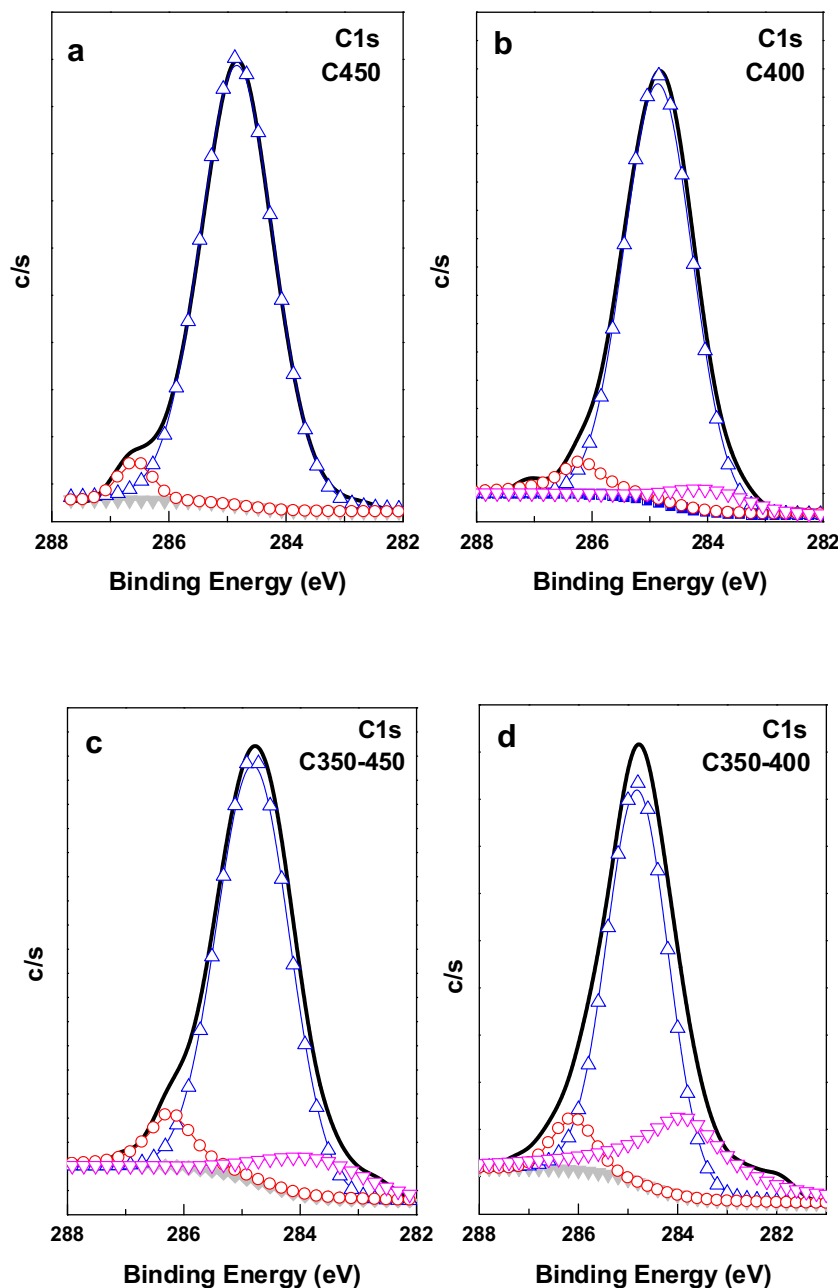 a
C1s
C450
c/s
288 286 284 282
Binding Energy (eV)
b
C1s
C400
c/s
288 286 284 282
Binding Energy (eV)
c
C1s
C350-450
c/s
288 286 284 282
Binding Energy (eV)
d
C1s
C350-400
c/s
288 286 284 282
Binding Energy (eV)